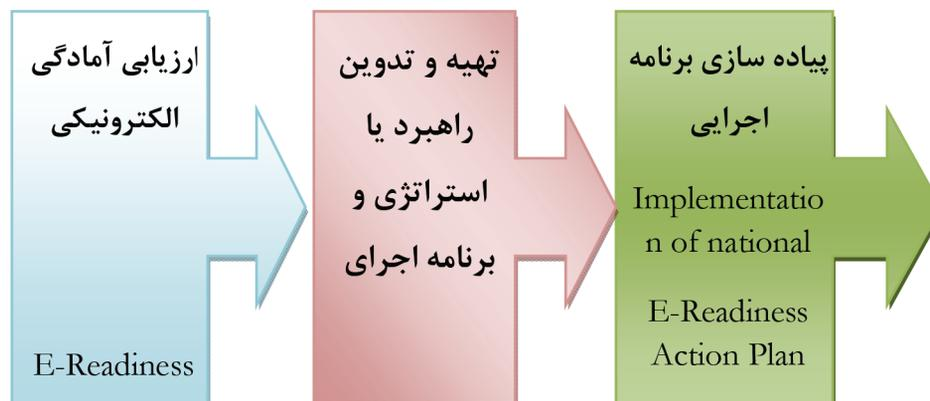 ارزیابی آمادگی
الکترونیکی
E-Readiness
تهیه و تدوین
راهبرد یا
استراتژی و
برنامه اجرای
پیاده سازی برنامه
اجرایی
Implementatio
n of national
E-Readiness
Action Plan